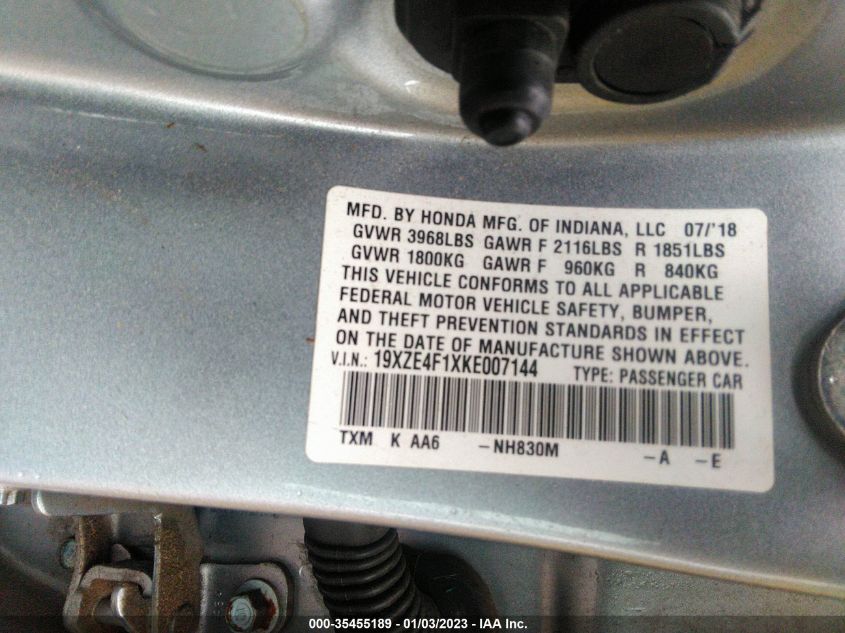 MFD. BY HONDA MFG. OF INDIANA, LLC 07/'18
GVWR 3968LBS GAWR F 2116LBS R 1851LBS
GVWR 1800KG GAWR F 960KG R 840KG
THIS VEHICLE CONFORMS TO ALL APPLICABLE
FEDERAL MOTOR VEHICLE SAFETY, BUMPER,
AND THEFT PREVENTION STANDARDS IN EFFECT
ON THE DATE OF MANUFACTURE SHOWN ABOVE.
V.I.N.: 19XZE4F1XKE007144 TYPE: PASSENGER CAR
TXM K AA6 -NH830M -A -E
000-35455189 - 01/03/2023 - IAA Inc.